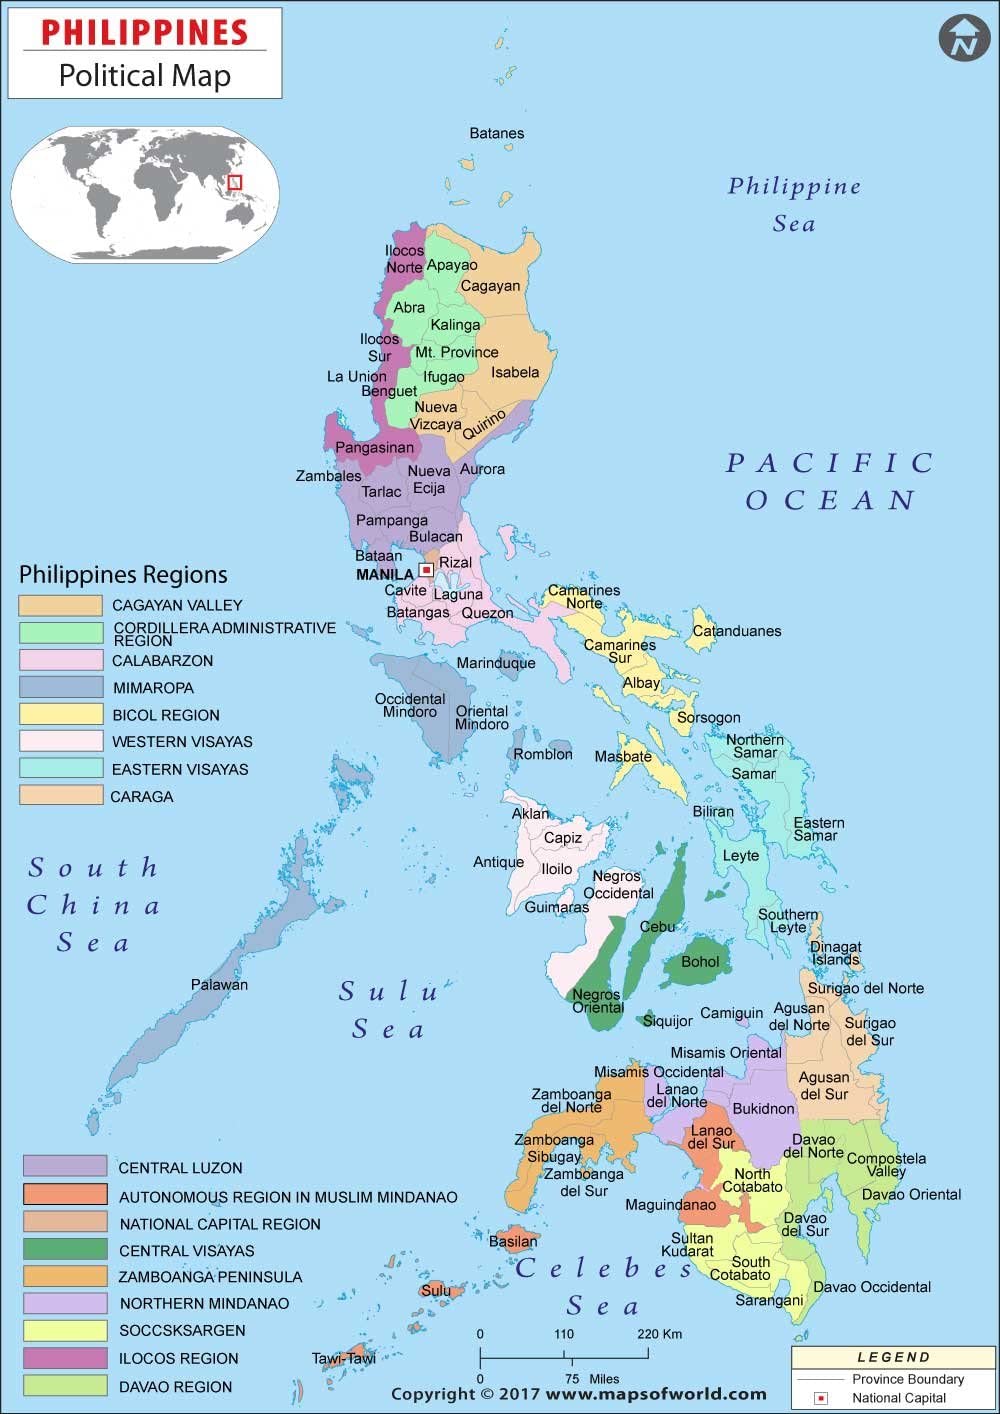 PHILIPPINES
Political Map
N
Batanes
Philippine
Sea
Ilocos
Norte
Apayao
Cagayan
Abra
Kalinga
Ilocos
Sur
Mt. Province
La Union
Ifugao
Isabela
Benguet
Nueva
Vizcaya
Quirino
Pangasinan
Zambales
Nueva
Ecija
Aurora
Tarlac
PACIFIC
OCEAN
Pampanga
Bulacan
Bataan
Rizal
MANILA
Cavite
Laguna
Batangas
Quezon
Philippines Regions
CAGAYAN VALLEY
CORDILLERA ADMINISTRATIVE
REGION
CALABARZON
MIMAROPA
BICOL REGION
WESTERN VISAYAS
EASTERN VISAYAS
CARAGA
Camarines
Norte
Catanduanes
Camarines
Sur
Marinduque
Albay
Occidental
Mindoro
Oriental
Mindoro
Sorsogon
Romblon
Masbate
Northern
Samar
Samar
Biliran
Eastern
Samar
Aklan
Capiz
Antique
Iloilo
Leyte
Negros
Occidental
Guimaras
Cebu
Southern
Leyte
South
China
Sea
Dinagat
Islands
Bohol
Palawan
Sulu
Sea
Negros
Oriental
Siquijor
Camiguin
Surigao del Norte
Agusan
del Norte
Surigao
del Sur
Misamis Oriental
Misamis Occidental
Zamboanga
del Norte
Lanao
del Norte
Agusan
del Sur
Bukidnon
Lanao
del Sur
Zamboanga
Sibugay
Davao
del Norte
Compostela
Valley
Zamboanga
del Sur
North
Cotabato
Davao Oriental
Maguindanao
Davao
del Sur
Basilan
Sultan
Kudarat
South
Cotabato
Celebes
Sea
Davao Occidental
Sarangani
Sulu
Tawi-Tawi
CENTRAL LUZON
AUTONOMOUS REGION IN MUSLIM MINDANAO
NATIONAL CAPITAL REGION
CENTRAL VISAYAS
ZAMBOANGA PENINSULA
NORTHERN MINDANAO
SOCCSKSARGEN
ILOCOS REGION
DAVAO REGION
0 110 220 Km
0 75 Miles
Copyright © 2017 www.mapsofworld.com
LEGEND
Province Boundary
National Capital